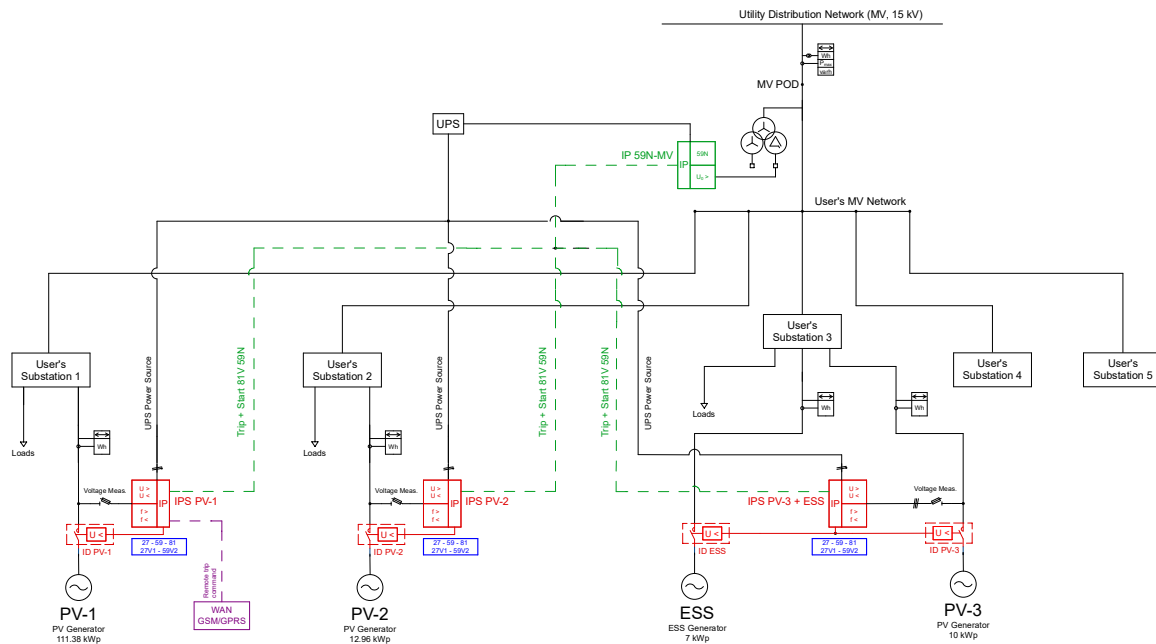 Utility Distribution Network (MV, 15 kV)
Wh
Pmax
varh
MV POD
UPS
IP 59N-MV
IP
59N
U0 >
User's MV Network
User's
Substation 1
User's
Substation 2
User's
Substation 3
User's
Substation 4
User's
Substation 5
UPS Power Source
Trip + Start 81V 59N
UPS Power Source
Trip + Start 81V 59N
Trip + Start 81V 59N
UPS Power Source
Loads
Wh
Loads
Wh
Loads
Wh
Wh
Voltage Meas.
U >
U <
IP
f >
f <
IPS PV-1
Voltage Meas.
U >
U <
IP
f >
f <
IPS PV-2
IPS PV-3 + ESS
U >
U <
IP
f >
f <
Voltage Meas.
U <
ID PV-1
27 - 59 - 81
27V1 - 59V2
U <
ID PV-2
27 - 59 - 81
27V1 - 59V2
U <
ID ESS
27 - 59 - 81
27V1 - 59V2
U <
ID PV-3
Remote trip
command
WAN
GSM/GPRS
PV-1
PV Generator
111.38 kWp
PV-2
PV Generator
12.96 kWp
ESS
ESS Generator
7 kWp
PV-3
PV Generator
10 kWp